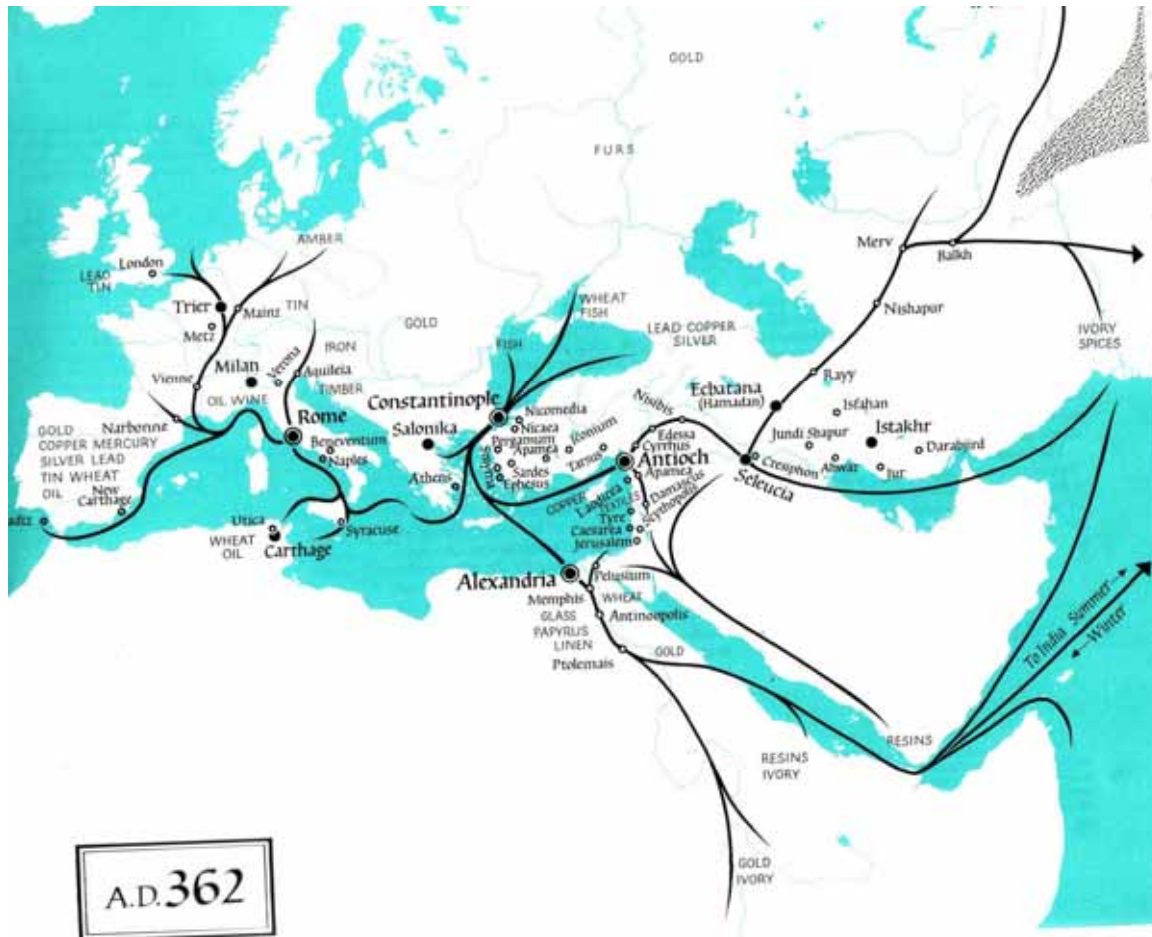 GOLD
FURS
AMBER
London
LEAD
TIN
Trier
Mainz
TIN
Metz
GOLD
WHEAT
FISH
FISH
LEAD COPPER
SILVER
Merv
Balkh
Nishapur
IVORY
SPICES
IRON
Milan
Verona
Aquileia
Vienne
TIMBER
OIL WINE
Rayy
Constantinople
Ecbatana
(Hamadan)
Isfahan
Narbonne
Rome
Salonika
Nicomedia
Nicaea
Nisibis
Istakhr
GOLD
COPPER MERCURY
SILVER LEAD
TIN WHEAT
OIL
Beneventum
Naples
Pergamum
Iconium
Edessa
Cyrrhus
Jundi Shapur
Darabjird
Apamea
Tarsus
Antioch
Ctesiphon
Ahwaz
Jur
Smyrna
Sardes
Ephesus
Athens
Apamea
Seleucia
New
Carthage
COPPER
Laodicea
TEXTILES
Damascus
Scythopolis
Utica
Syracuse
Tyre
Caesarea
Jerusalem
WHEAT
OIL
Carthage
Alexandria
Pelusium
Memphis
WHEAT
GLASS
PAPYRUS
LINEN
Antinoopolis
Ptolemais
GOLD
To India
Summer
Winter
RESINS
RESINS
IVORY
GOLD
IVORY
A.D. 362